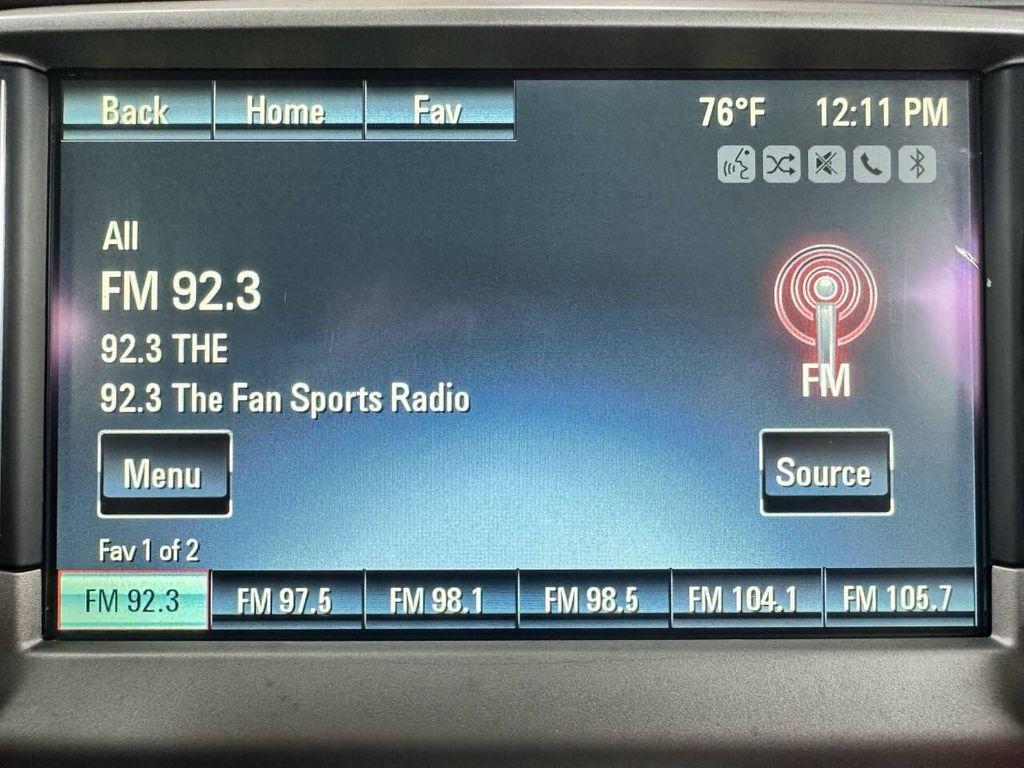 Back Home Fav 76°F 12:11 PM
All
FM 92.3
92.3 THE
92.3 The Fan Sports Radio
FM
Menu Source
Fav 1 of 2
FM 92.3 FM 97.5 FM 98.1 FM 98.5 FM 104.1 FM 105.7